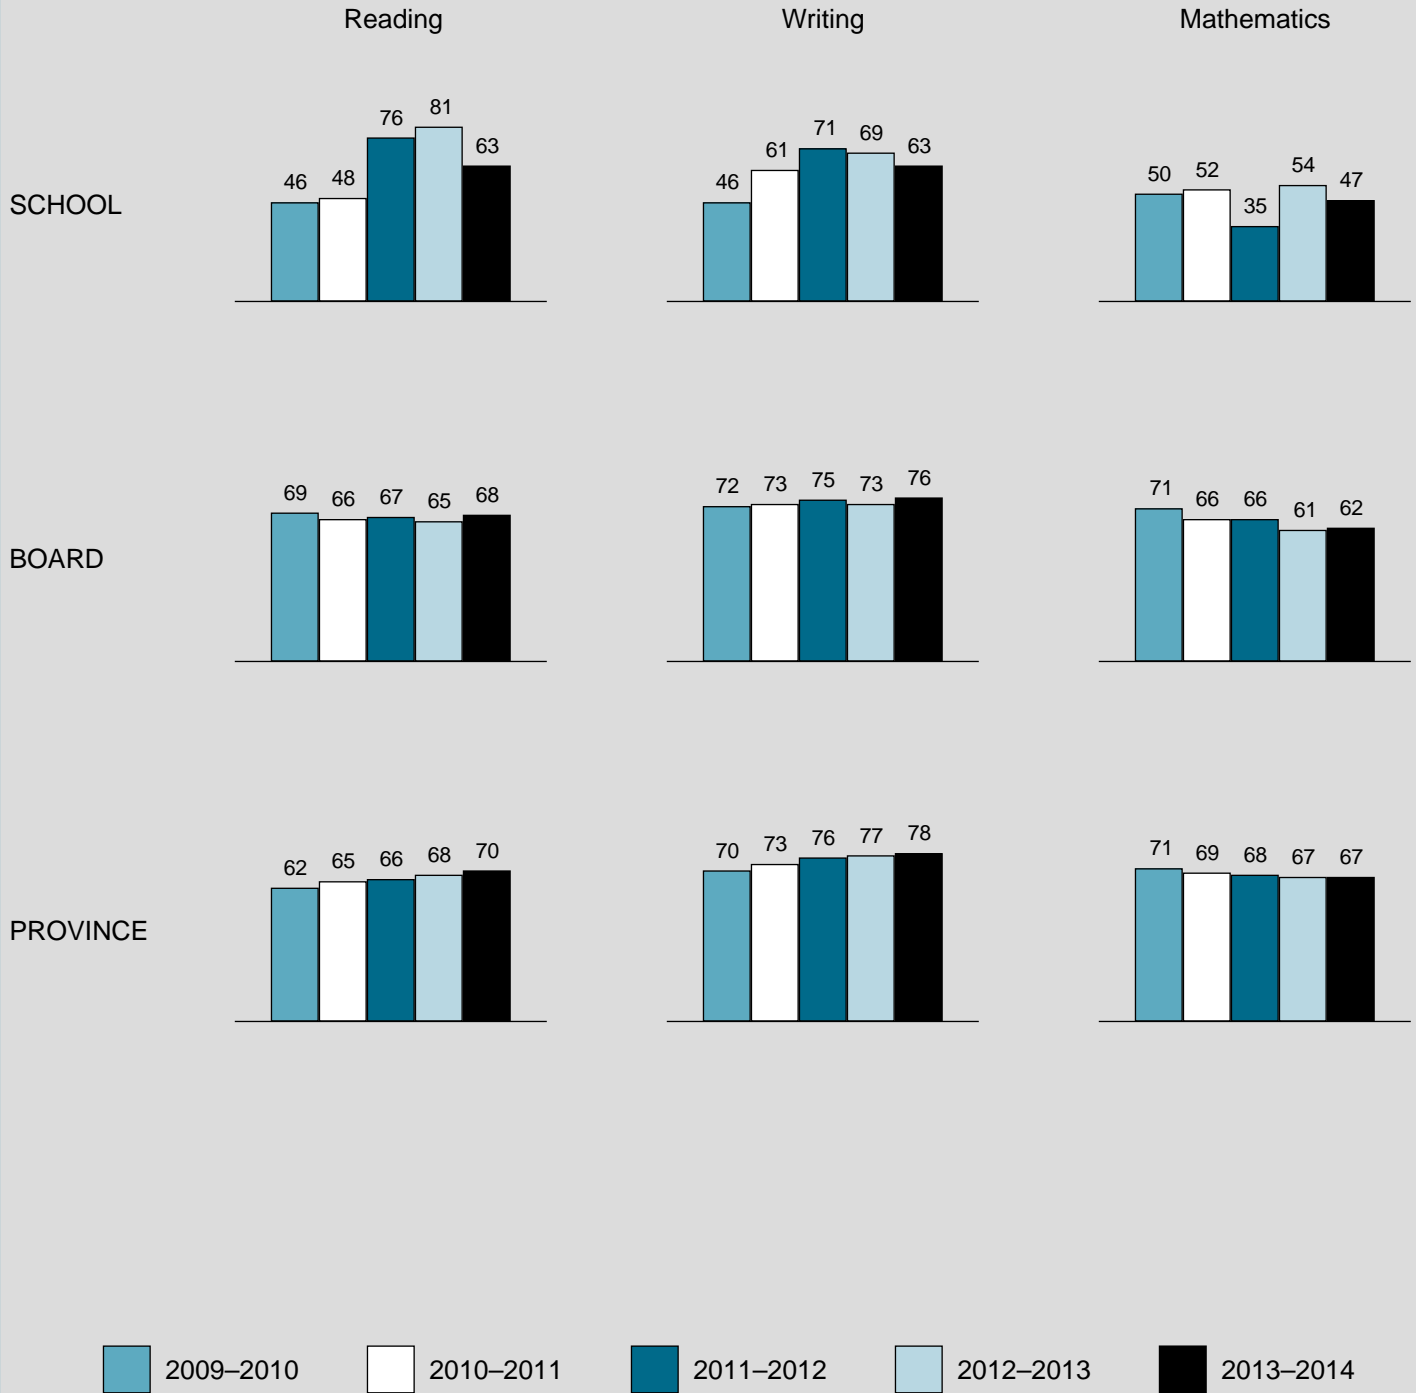 Reading Writing Mathematics
SCHOOL
46 48 76 81 63
46 61 71 69 63
50 52 35 54 47
BOARD
69 66 67 65 68
72 73 75 73 76
71 66 66 61 62
PROVINCE
62 65 66 68 70
70 73 76 77 78
71 69 68 67 67
2009–2010 2010–2011 2011–2012 2012–2013 2013–2014